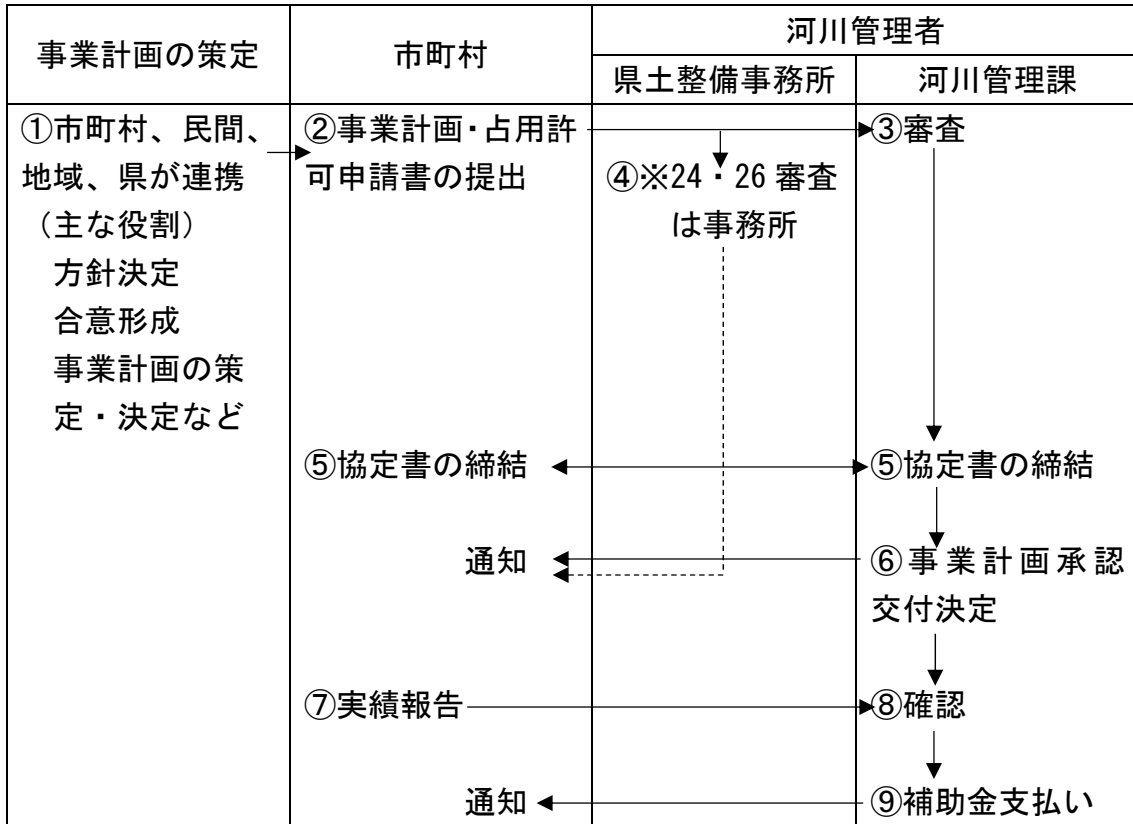 事業計画の策定
市町村
河川管理者
県土整備事務所
河川管理課
①市町村、民間、
地域、県が連携
（主な役割）
方針決定
合意形成
事業計画の策
定・決定など
②事業計画・占用許
可申請書の提出
③審査
④※24・26 審査
は事務所
⑤協定書の締結
⑤協定書の締結
通知
⑥事業計画承認
交付決定
⑦実績報告
⑧確認
通知
⑨補助金支払い